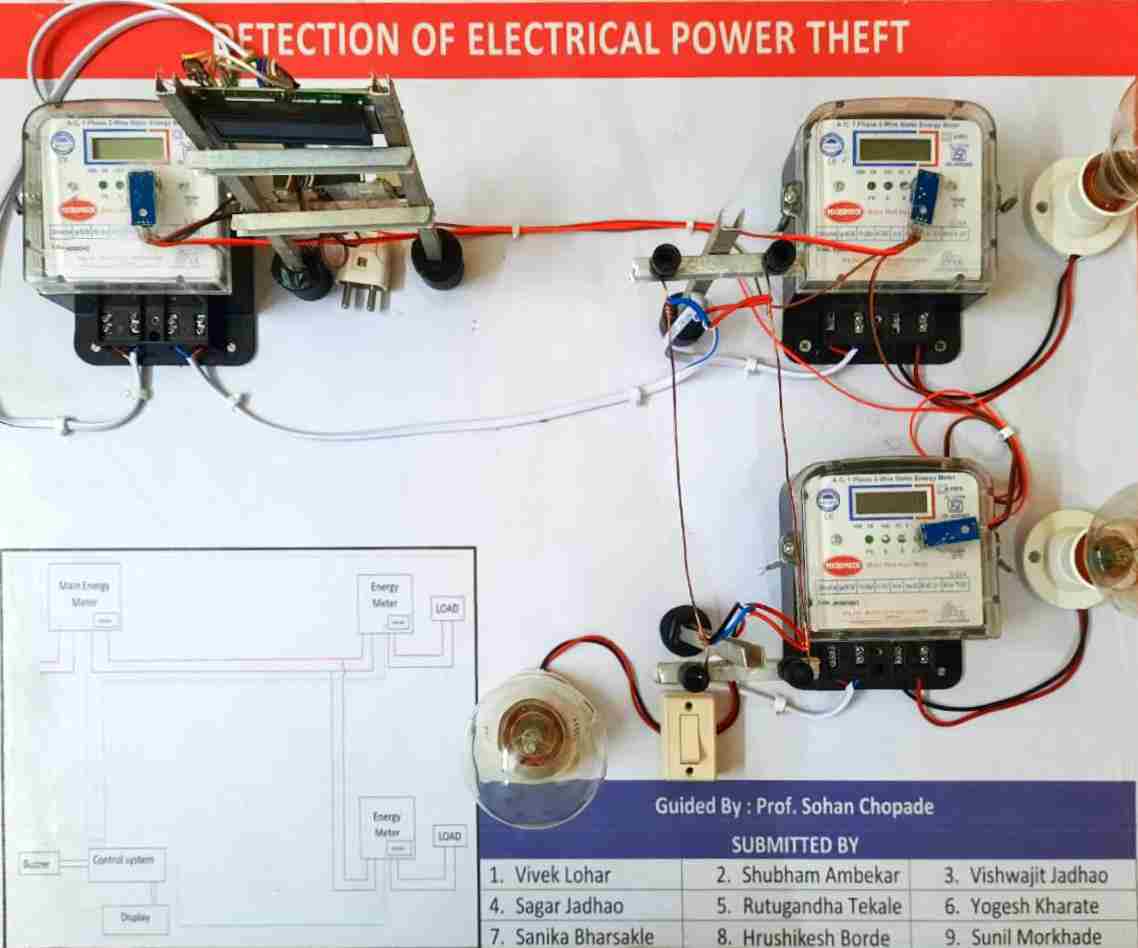 DETECTION OF ELECTRICAL POWER THEFT
A.C. 1 Phase 2-Wire Static Energy Meter
A.C. 1 Phase 2-Wire Static Energy Meter
A.C. 1 Phase 2-Wire Static Energy Meter
Main Energy
Meter
Energy
Meter
LOAD
Energy
Meter
LOAD
Buzzer
Control system
Display
Guided By : Prof. Sohan Chopade
SUBMITTED BY
1. Vivek Lohar
2. Shubham Ambekar
3. Vishwajit Jadhao
4. Sagar Jadhao
5. Rutugandha Tekale
6. Yogesh Kharate
7. Sanika Bharsakle
8. Hrushikesh Borde
9. Sunil Morkhade